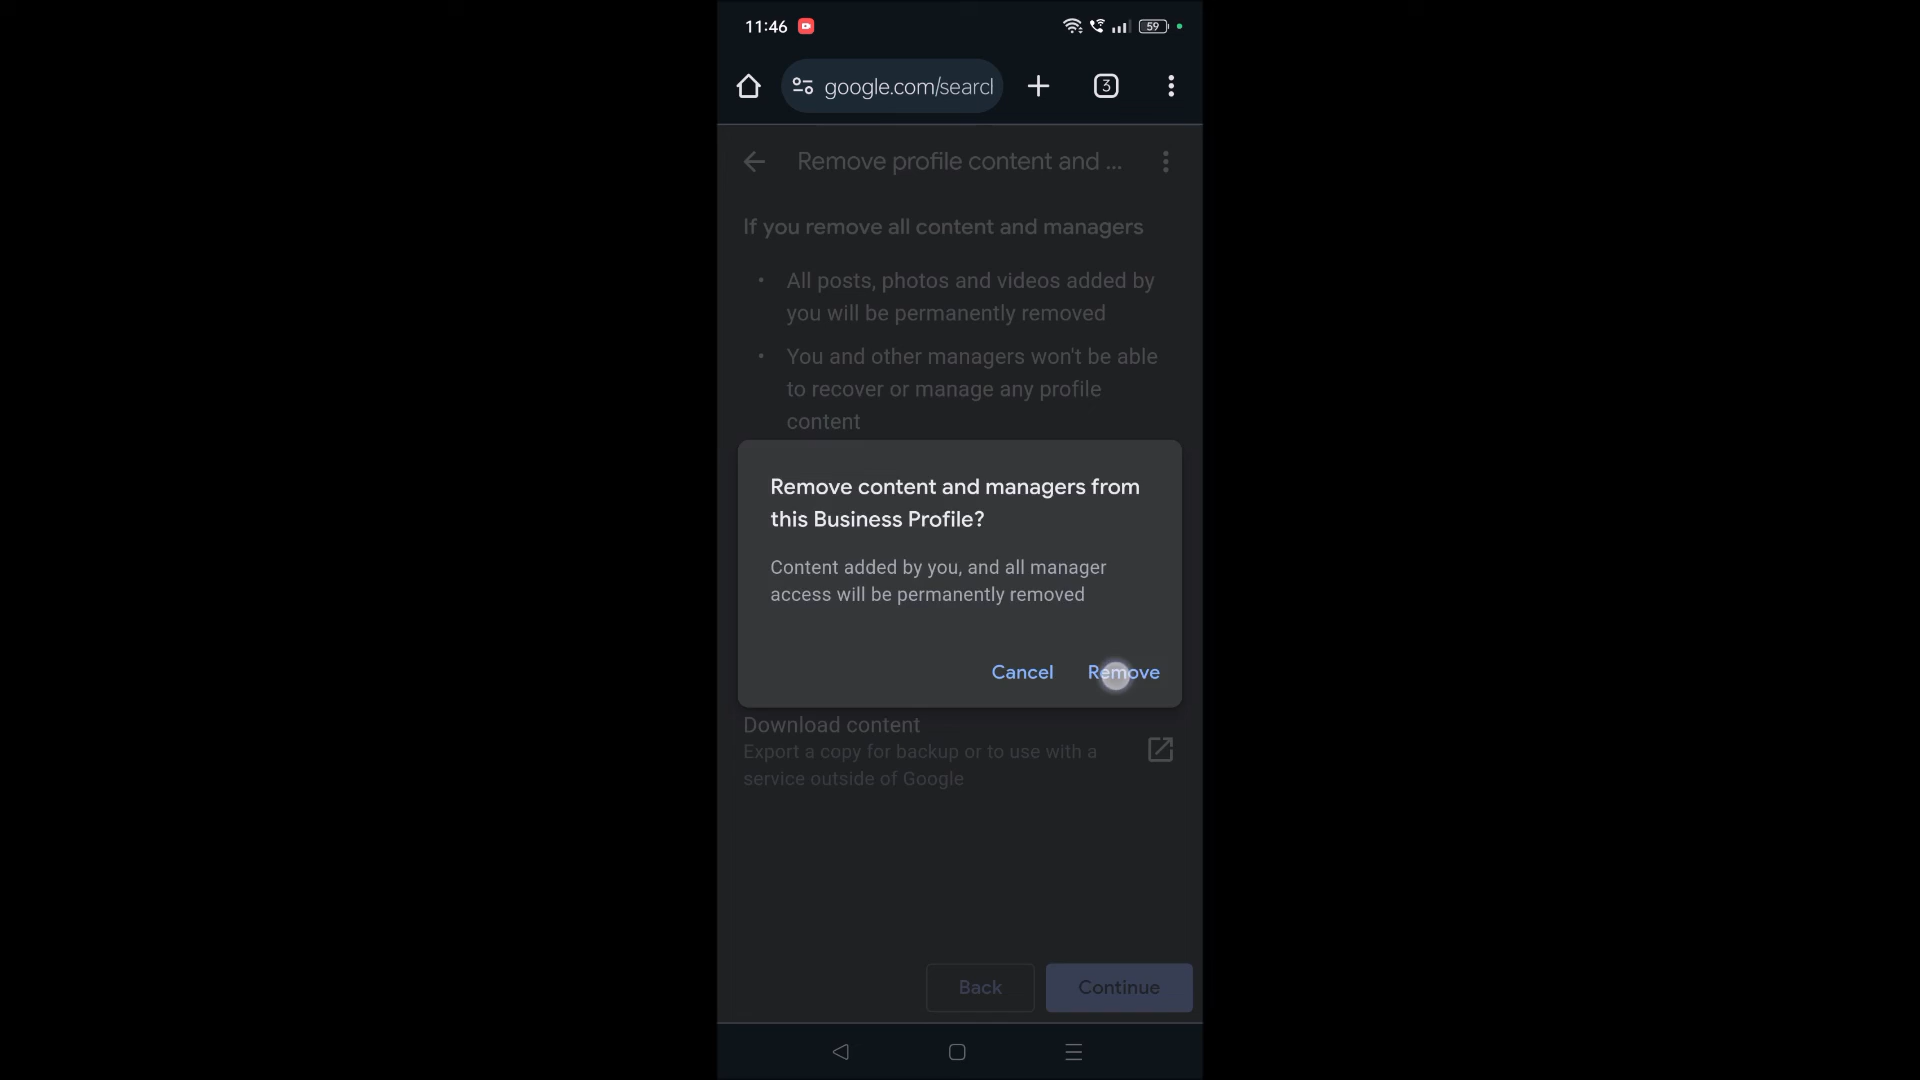 11:46
59
google.com/searcl
3
Remove profile content and ...
If you remove all content and managers
• All posts, photos and videos added by
you will be permanently removed
• You and other managers won't be able
to recover or manage any profile
content
Remove content and managers from
this Business Profile?
Content added by you, and all manager
access will be permanently removed
Cancel Remove
Download content
Export a copy for backup or to use with a
service outside of Google
Back Continue